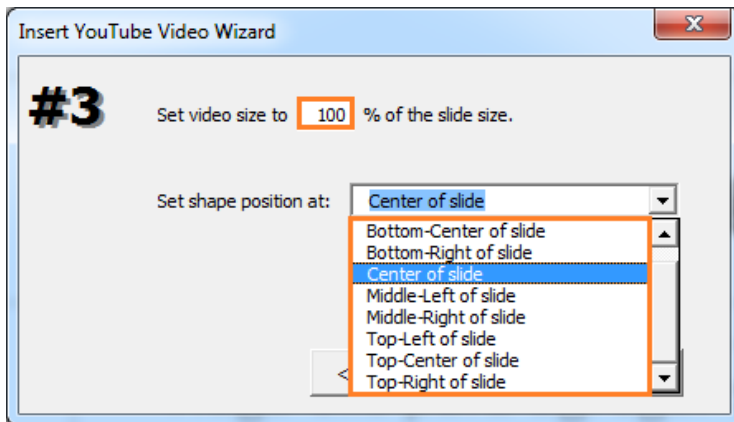 Insert YouTube Video Wizard
#3
Set video size to 100 % of the slide size.
Set shape position at: Center of slide
Bottom-Center of slide
Bottom-Right of slide
Center of slide
Middle-Left of slide
Middle-Right of slide
Top-Left of slide
Top-Center of slide
Top-Right of slide
<